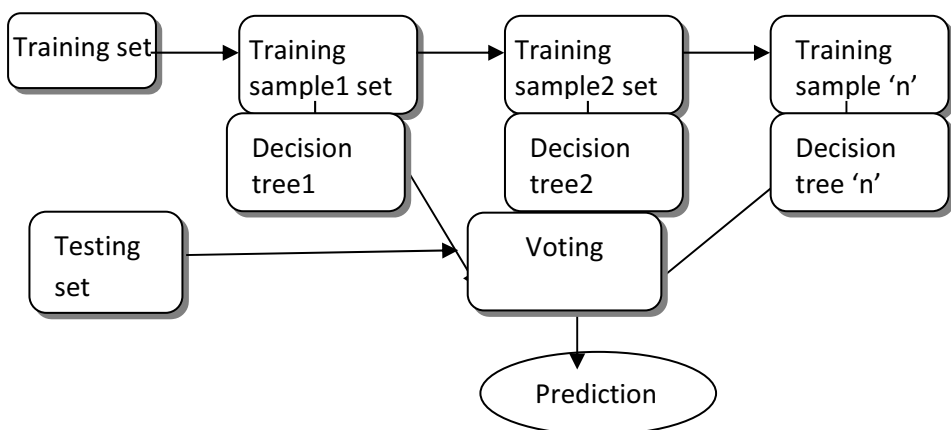 Training set
Training
sample1 set
Training
sample2 set
Training
sample ‘n’
Decision
tree1
Decision
tree2
Decision
tree ‘n’
Testing
set
Voting
Prediction